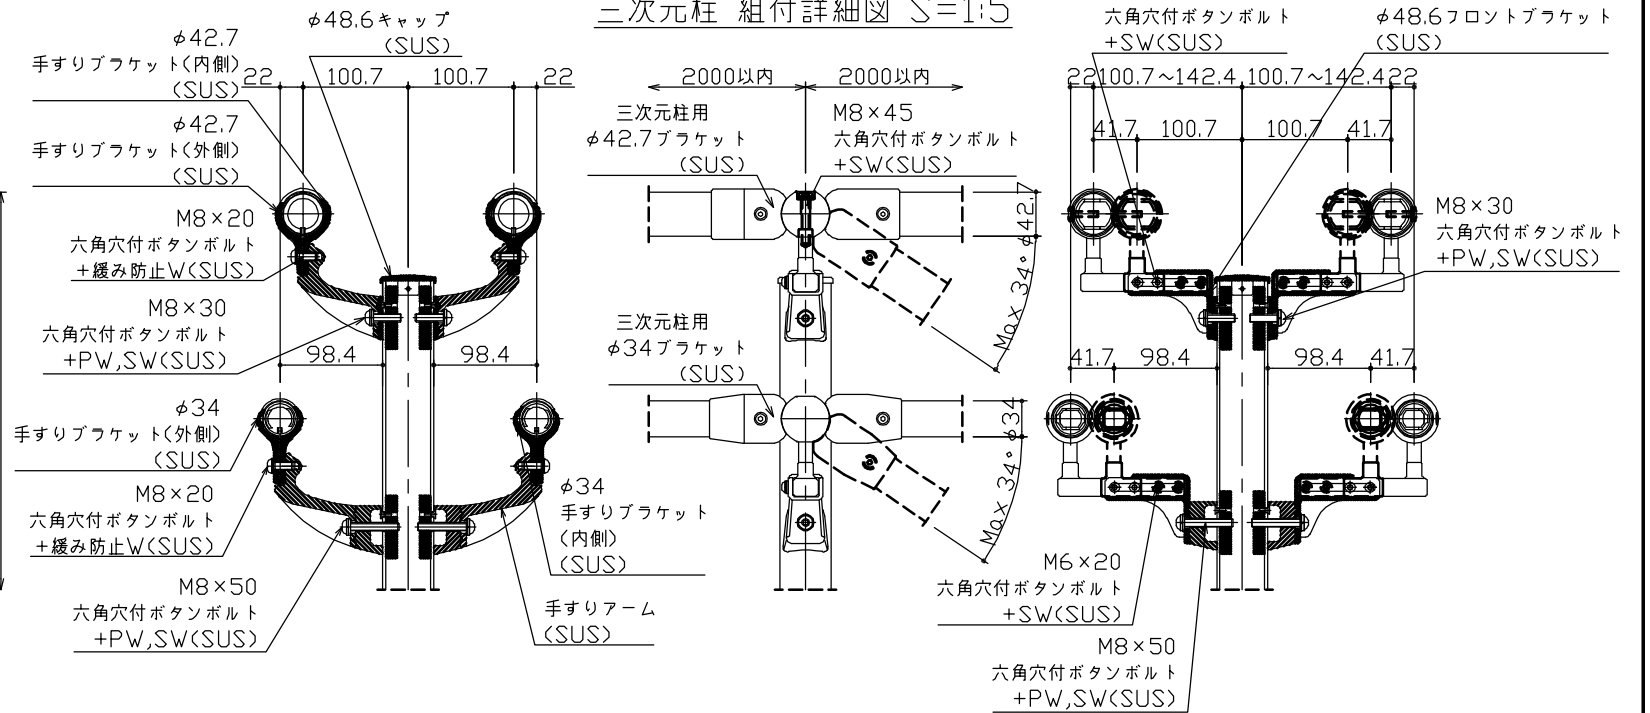 三次元柱 組付詳細図 S=1:5
φ48.6キャップ
(SUS)
φ42.7
手すりブラケット(内側)
(SUS)
φ42.7
手すりブラケット(外側)
(SUS)
M8×20
六角穴付ボタンボルト
+緩み防止W(SUS)
M8×30
六角穴付ボタンボルト
+PW,SW(SUS)
22 100.7 100.7 22
98.4 98.4
φ34
手すりブラケット(外側)
(SUS)
M8×20
六角穴付ボタンボルト
+緩み防止W(SUS)
M8×50
六角穴付ボタンボルト
+PW,SW(SUS)
φ34
手すりブラケット
(内側)
(SUS)
手すりアーム
(SUS)
2000以内 2000以内
三次元柱用
φ42.7ブラケット
(SUS)
M8×45
六角穴付ボタンボルト
+SW(SUS)
φ42.7
Max 34°
三次元柱用
φ34ブラケット
(SUS)
φ34
Max 34°
六角穴付ボタンボルト
+SW(SUS)
φ48.6フロントブラケット
(SUS)
22 100.7~142.4 100.7~142.4 22
41.7 100.7 100.7 41.7
M8×30
六角穴付ボタンボルト
+PW,SW(SUS)
41.7 98.4 98.4 41.7
M6×20
六角穴付ボタンボルト
+SW(SUS)
M8×50
六角穴付ボタンボルト
+PW,SW(SUS)